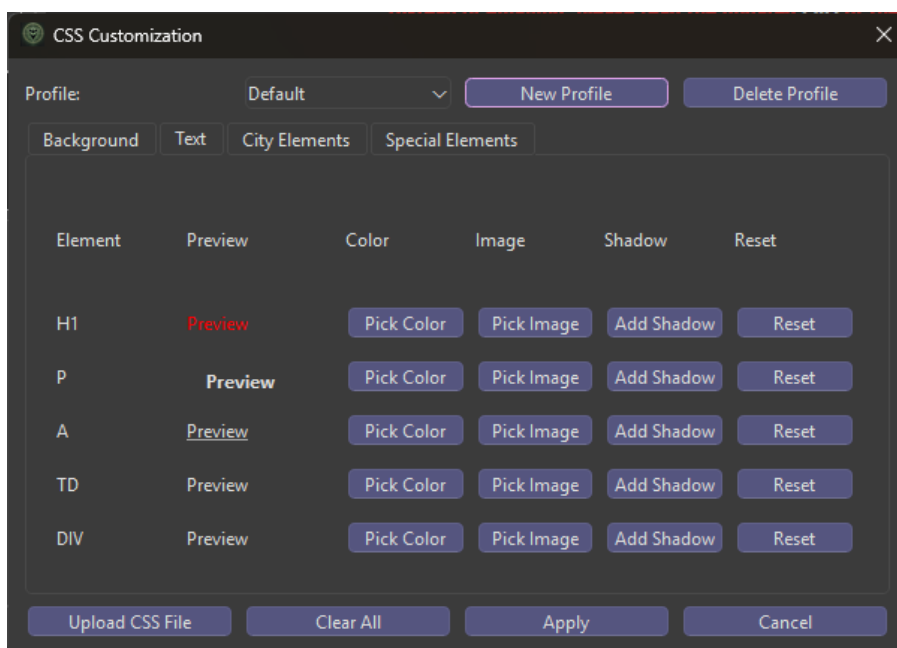 CSS Customization
Profile: Default New Profile Delete Profile
Background Text City Elements Special Elements
Element Preview Color Image Shadow Reset
H1 Preview Pick Color Pick Image Add Shadow Reset
P Preview Pick Color Pick Image Add Shadow Reset
A Preview Pick Color Pick Image Add Shadow Reset
TD Preview Pick Color Pick Image Add Shadow Reset
DIV Preview Pick Color Pick Image Add Shadow Reset
Upload CSS File Clear All Apply Cancel